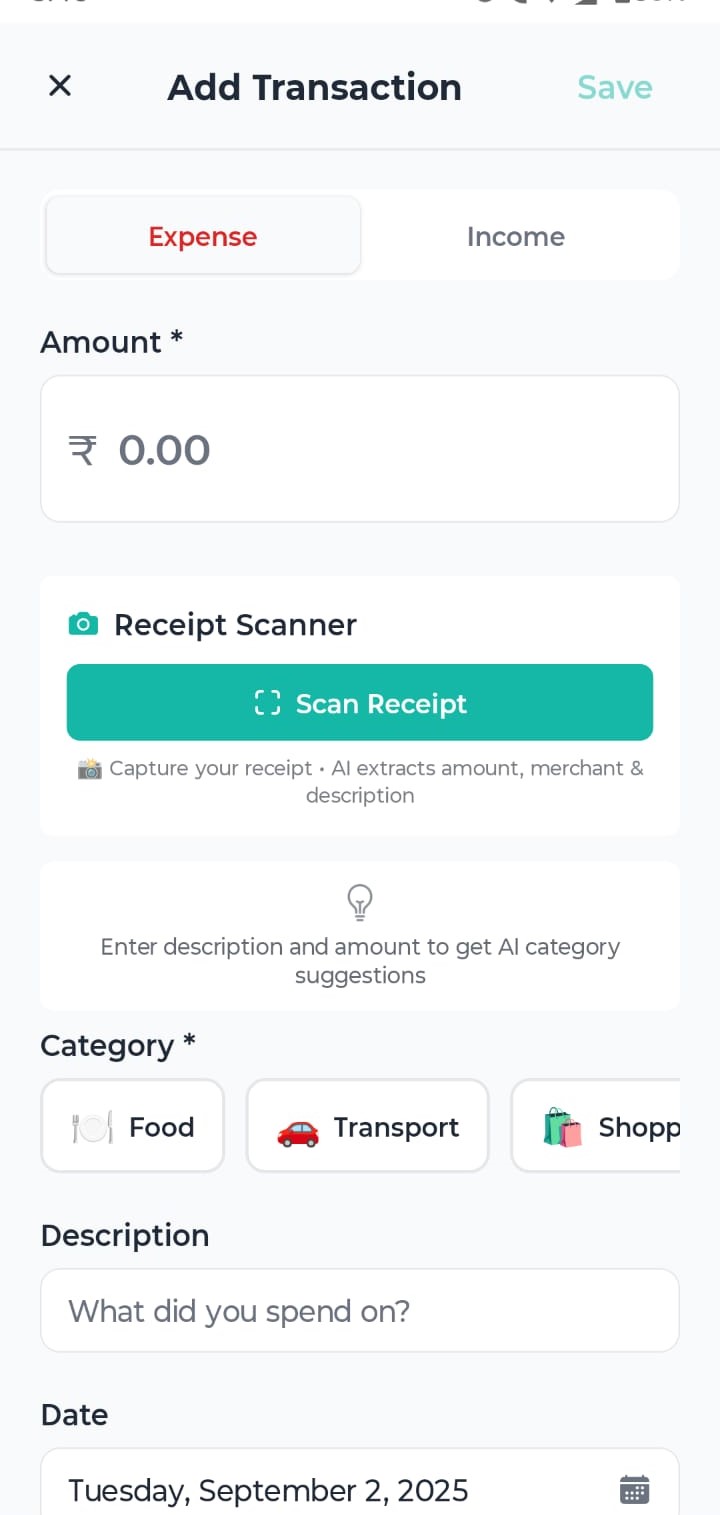 Add Transaction
Save
Expense
Income
Amount *
₹ 0.00
Receipt Scanner
Scan Receipt
📸 Capture your receipt • AI extracts amount, merchant &
description
Enter description and amount to get AI category
suggestions
Category *
Food
Transport
Shopp
Description
What did you spend on?
Date
Tuesday, September 2, 2025